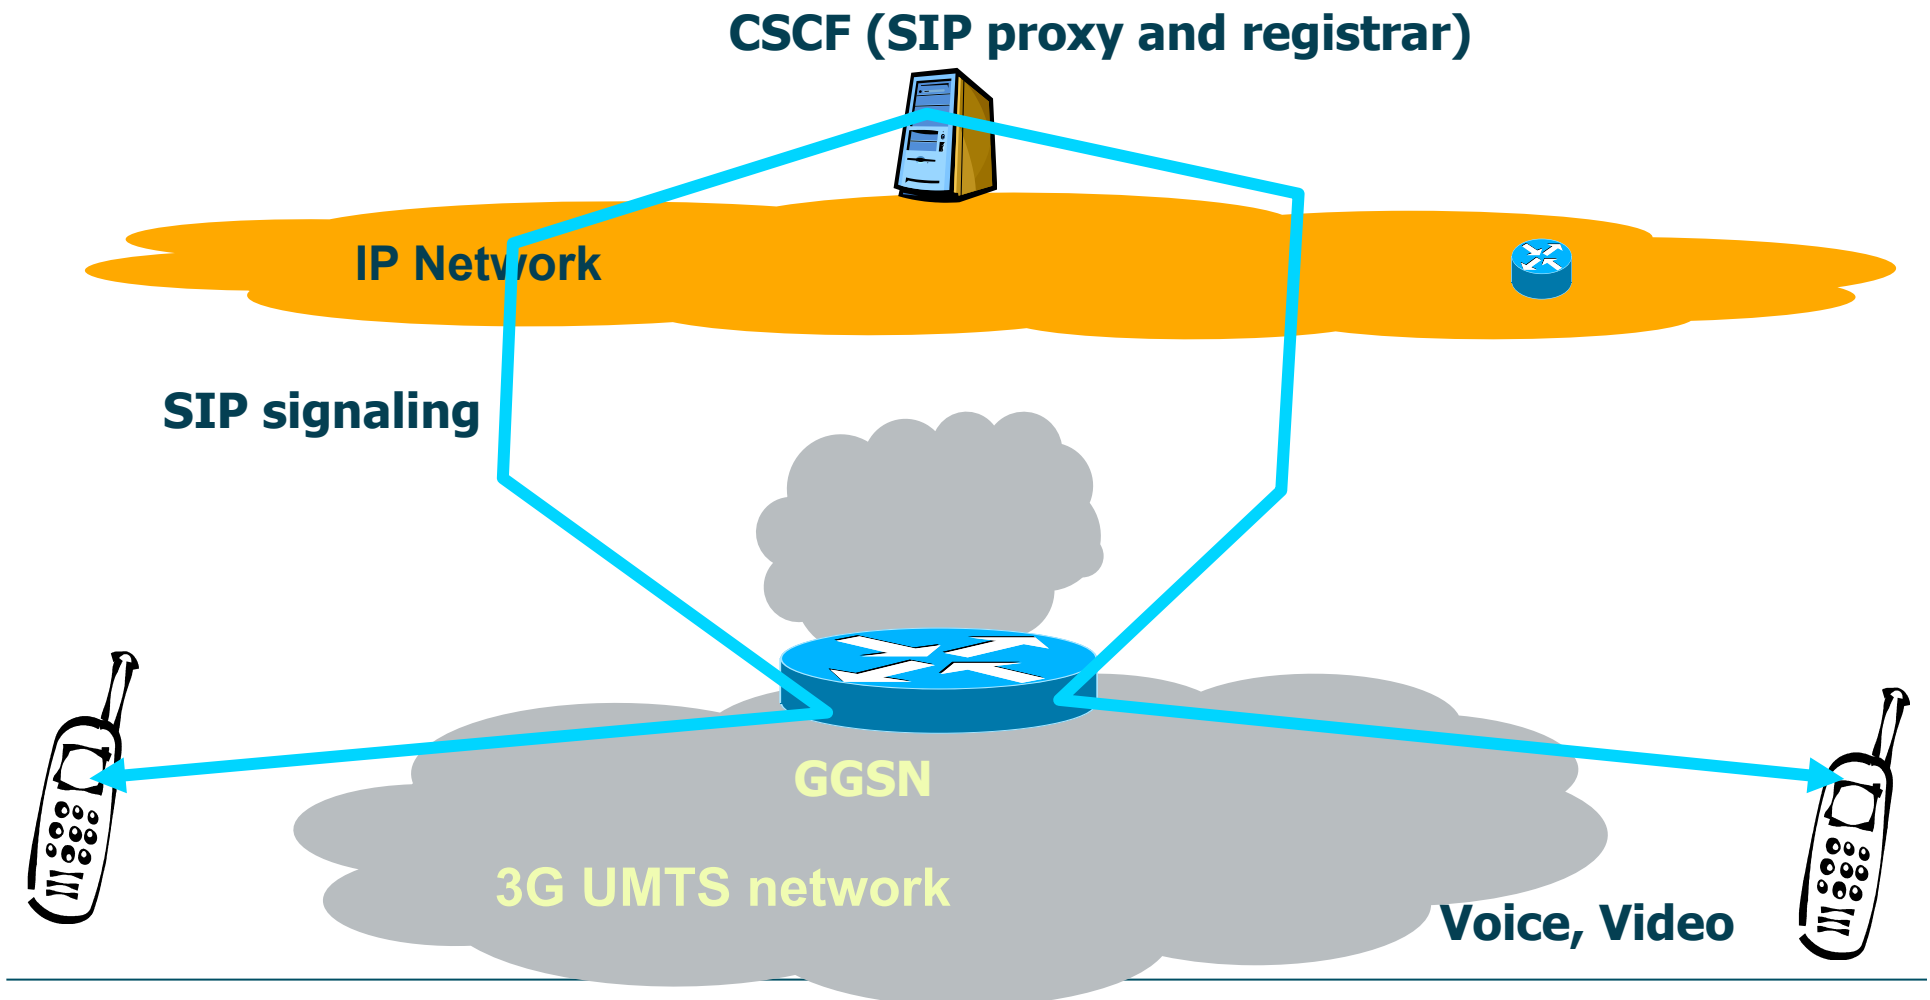 CSCF (SIP proxy and registrar)
IP Network
SIP signaling
GGSN
3G UMTS network
Voice, Video